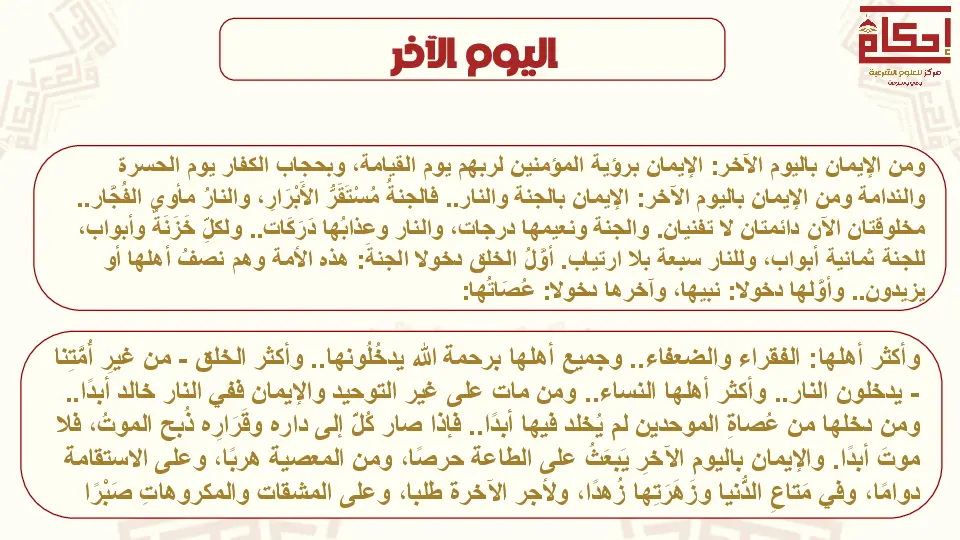 إحكام
مركز للعلوم الشرعية
اليوم الآخر
ومن الإيمان باليوم الآخر: الإيمان برؤية المؤمنين لربهم يوم القيامة، وبحجاب الكفار يوم الحسرة
والندامة ومن الإيمان باليوم الآخر: الإيمان بالجنة والنار.. فالجنةُ مُسْتَقَرُّ الأَبْرَارِ، والنارُ مأوى الفُجَّار..
مخلوقتان الآن دائمتان لا تفنيان. والجنة ونعيمها درجات، والنار وعذابُها دَرَكَات.. ولكلِّ خَزَنَةٌ وأبواب،
للجنة ثمانية أبواب، وللنار سبعة بلا ارتياب. أوَّلُ الخلق دخولا الجنةَ: هذه الأمة وهم نصفُ أهلها أو
يزيدون.. وأوَّلها دخولا: نبيها، وآخرها دخولا: عُصَاتُها:
وأكثر أهلها: الفقراء والضعفاء.. وجميع أهلها برحمة الله يدخُلُونها.. وأكثر الخلق - من غيرِ أُمَّتِنا
- يدخلون النار.. وأكثر أهلها النساء.. ومن مات على غير التوحيد والإيمان ففي النار خالد أبدًا..
ومن دخلها من عُصاةِ الموحدين لم يُخلد فيها أبدًا.. فإذا صار كُلّ إلى داره وقَرَارِه ذُبح الموتُ، فلا
موتَ أبدًا. والإيمان باليوم الآخرِ يَبعَثُ على الطاعة حرصًا، ومن المعصية هربًا، وعلى الاستقامة
دوامًا، وفي مَتاعِ الدُّنيا وزَهَرَتِها زُهدًا، ولأجر الآخرة طلبا، وعلى المشقات والمكروهاتِ صَبْرًا